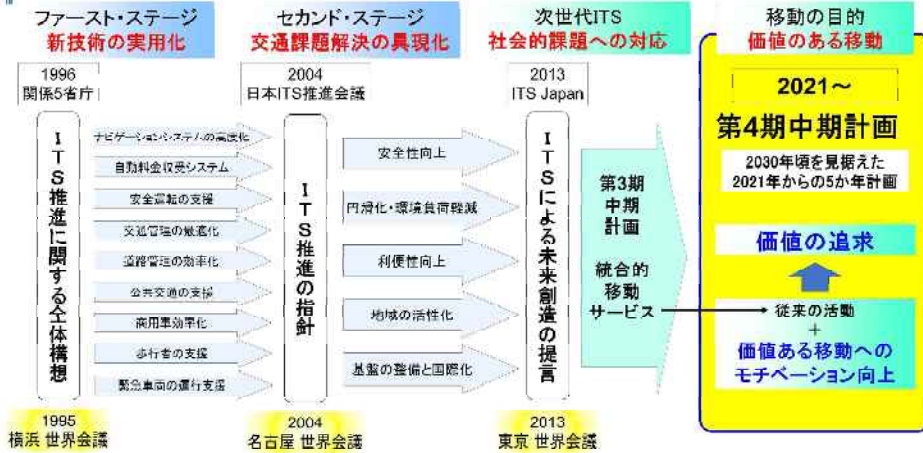 ファースト・ステージ
新技術の実用化
セカンド・ステージ
交通課題解決の具現化
次世代ITS
社会的課題への対応
移動の目的
価値のある移動
1996
関係5省庁
2004
日本ITS推進会議
2013
ITS Japan
2021～
第4期中期計画
2030年頃を見据えた
2021年からの5か年計画
ITS推進に関する全体構想
ナビゲーションシステムの高度化
自動料金収受システム
安全運転の支援
交通管理の最適化
道路管理の効率化
公共交通の支援
商用車効率化
歩行者の支援
緊急車両の運行支援
ITS推進の指針
安全性向上
円滑化・環境負荷軽減
利便性向上
地域の活性化
基盤の整備と国際化
ITSによる未来創造の提言
第3期
中期
計画
統合的
移動
サービス
価値の追求
従来の活動
+
価値ある移動への
モチベーション向上
1995
横浜 世界会議
2004
名古屋 世界会議
2013
東京 世界会議